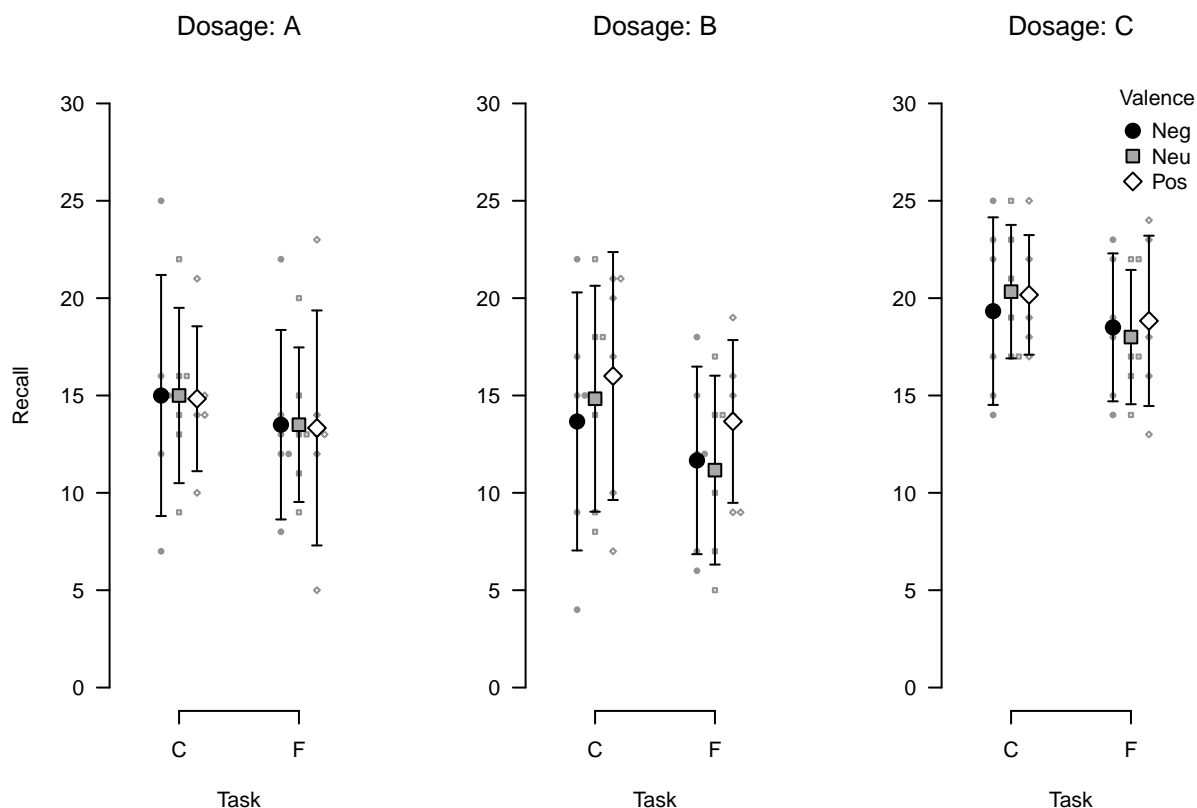 Dosage: A
Dosage: B
Dosage: C
Recall
30
25
20
15
10
5
0
C
F
Task
30
25
20
15
10
5
0
C
F
Task
30
25
20
15
10
5
0
C
F
Task
Valence
Neg
Neu
Pos